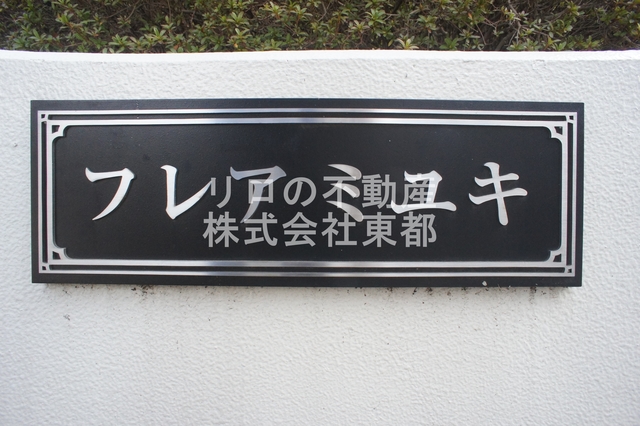 フレアミユキ
リロの不動産
株式会社東都